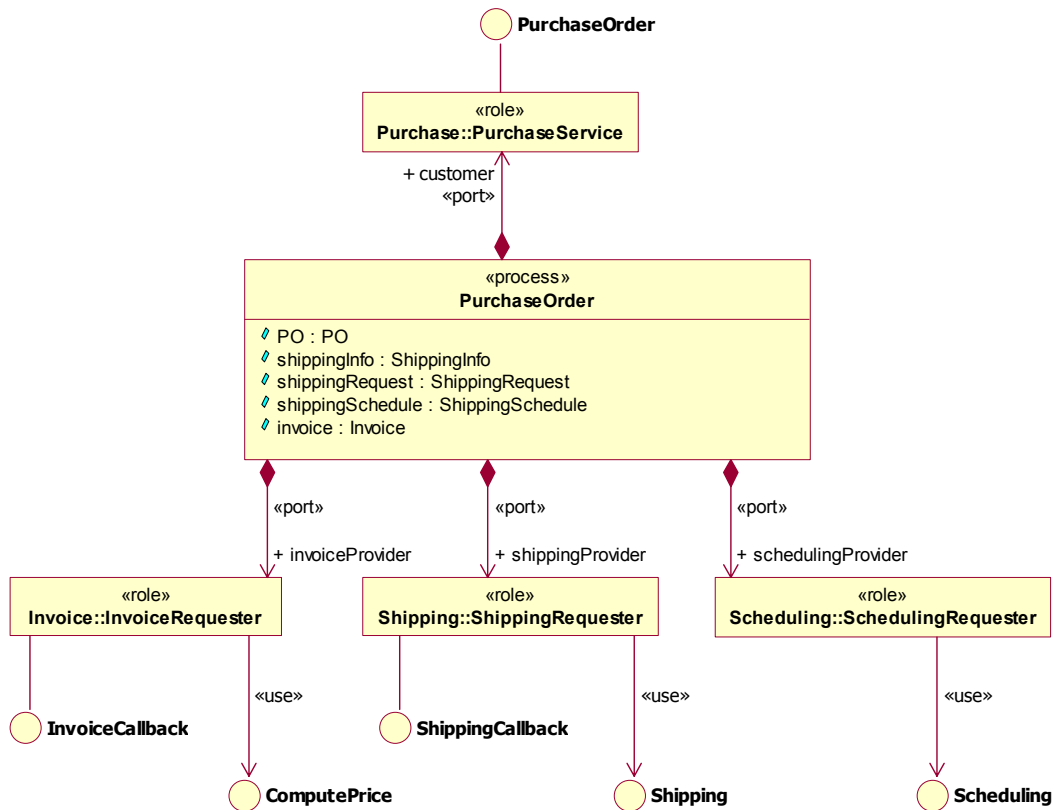 PurchaseOrder
«role»
Purchase::PurchaseService
+ customer
«port»
«process»
PurchaseOrder
PO : PO
shippingInfo : ShippingInfo
shippingRequest : ShippingRequest
shippingSchedule : ShippingSchedule
invoice : Invoice
«port»
«port»
«port»
+ invoiceProvider
+ shippingProvider
+ schedulingProvider
«role»
Invoice::InvoiceRequester
«role»
Shipping::ShippingRequester
«role»
Scheduling::SchedulingRequester
«use»
«use»
«use»
InvoiceCallback
ShippingCallback
ComputePrice
Shipping
Scheduling